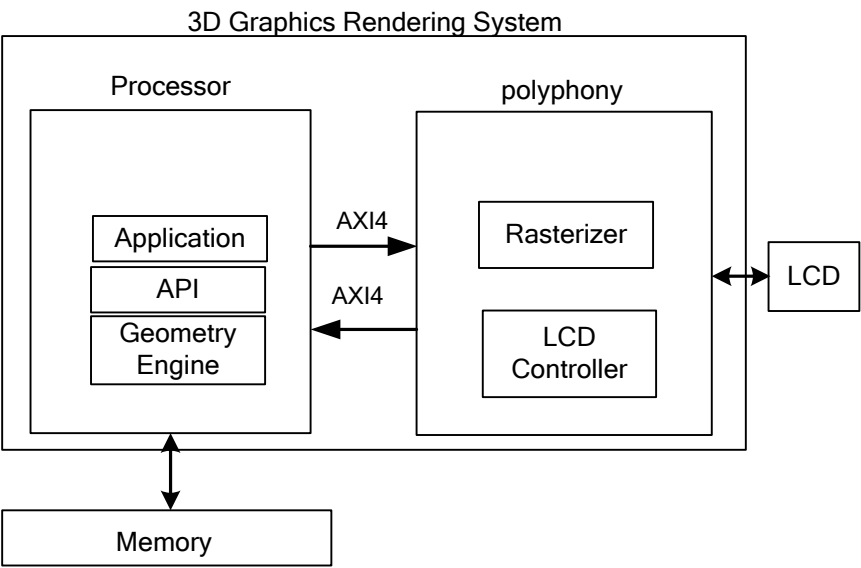 3D Graphics Rendering System
Processor
polyphony
Application
API
Geometry
Engine
AXI4
AXI4
Rasterizer
LCD
Controller
LCD
Memory